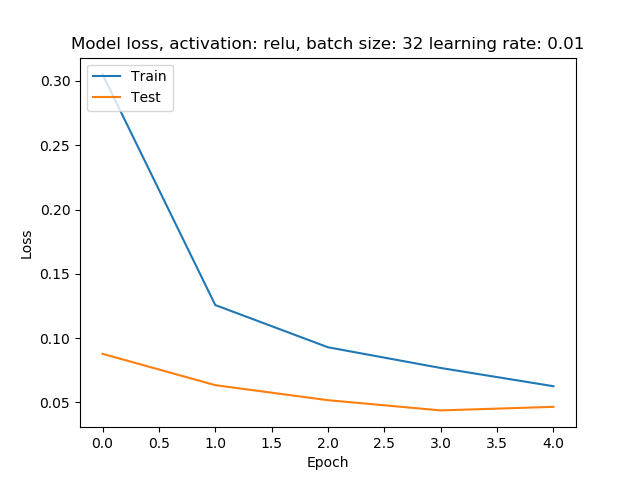 Model loss, activation: relu, batch size: 32 learning rate: 0.01
Train
Test
0.30
0.25
0.20
0.15
0.10
0.05
Loss
0.0 0.5 1.0 1.5 2.0 2.5 3.0 3.5 4.0
Epoch